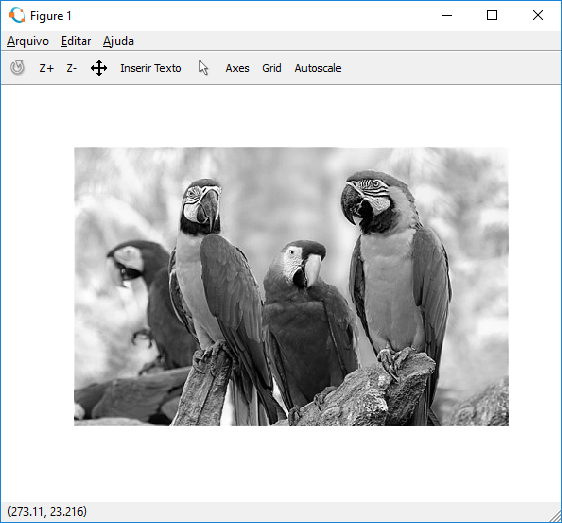 Figure 1
Arquivo Editar Ajuda
Z+ Z- Inserir Texto Axes Grid Autoscale
(273.11, 23.216)